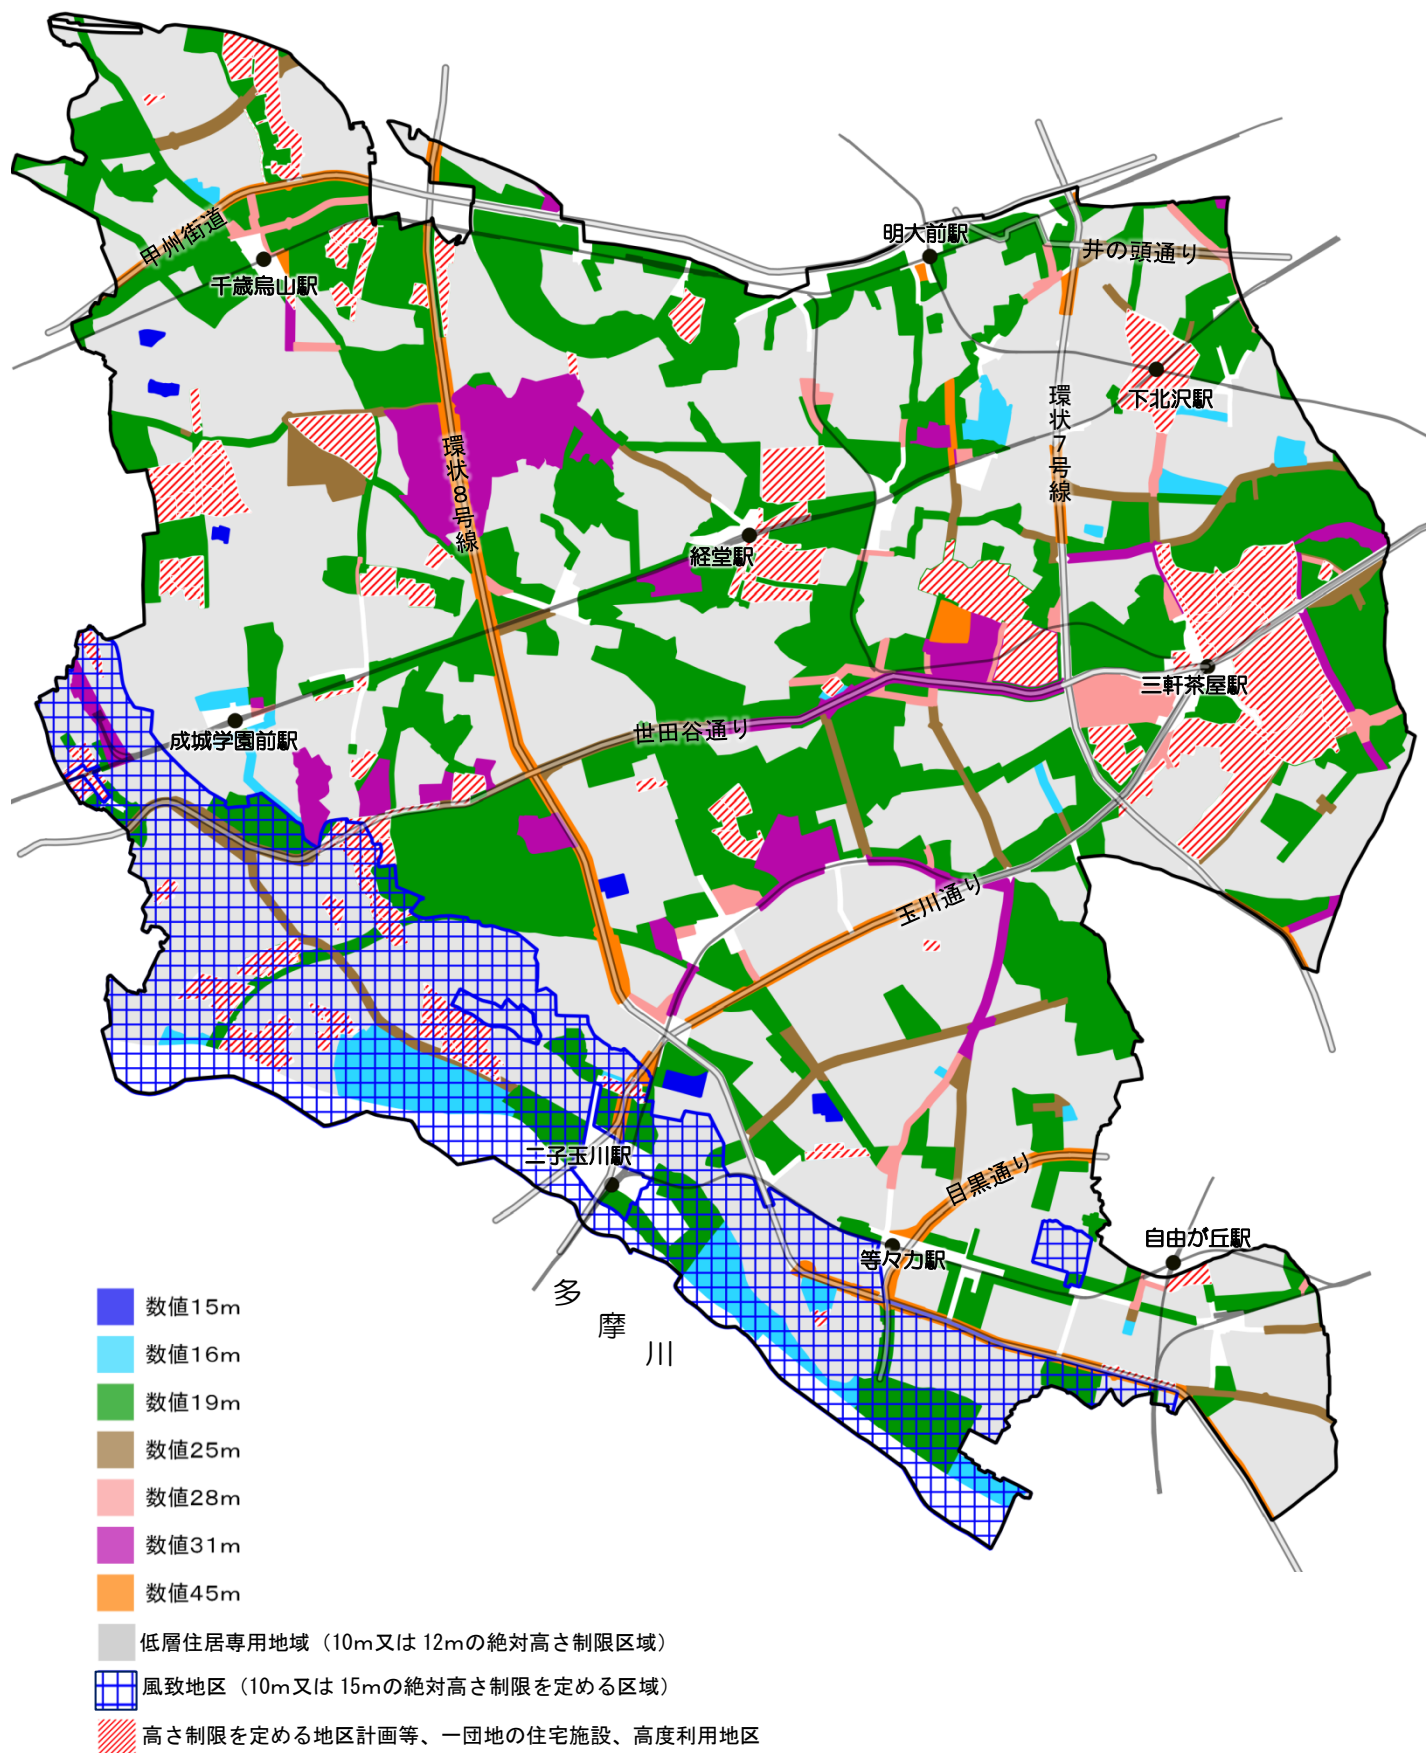 明大前駅
井の頭通り
甲州街道
千歳烏山駅
下北沢駅
環状7号線
環状8号線
経堂駅
三軒茶屋駅
成城学園前駅
世田谷通り
玉川通り
二子玉川駅
目黒通り
自由が丘駅
等々力駅
多摩川
数値15m
数値16m
数値19m
数値25m
数値28m
数値31m
数値45m
低層住居専用地域（10m又は12mの絶対高さ制限区域）
風致地区（10m又は15mの絶対高さ制限を定める区域）
高さ制限を定める地区計画等、一団地の住宅施設、高度利用地区